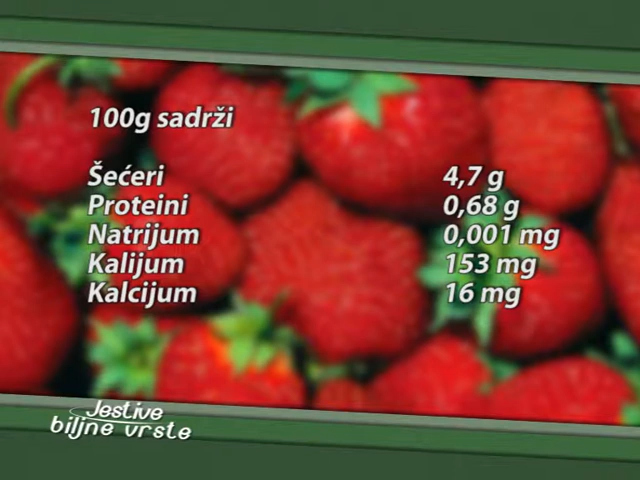 100g sadrži
Šećeri 4,7 g
Proteini 0,68 g
Natrijum 0,001 mg
Kalijum 153 mg
Kalcijum 16 mg
Jestive
biljne vrste